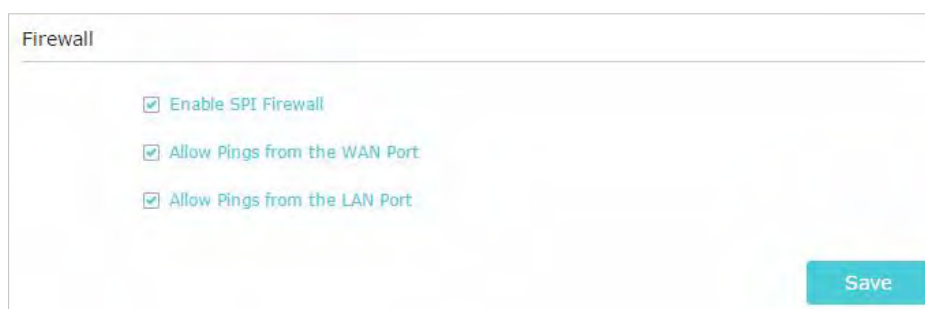 Firewall
Enable SPI Firewall
Allow Pings from the WAN Port
Allow Pings from the LAN Port
Save